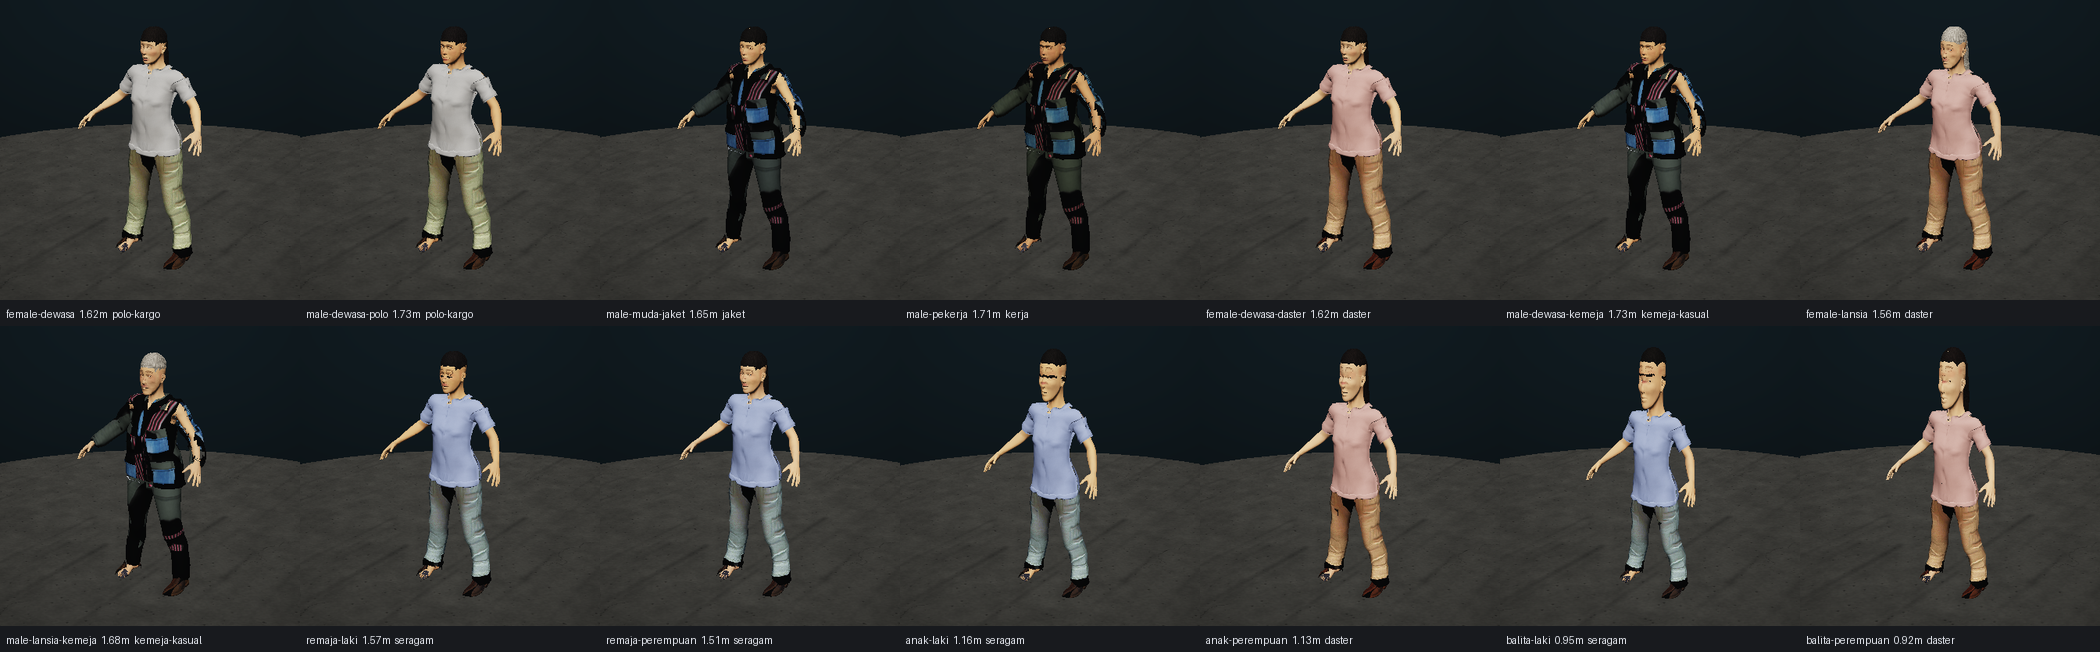 female-dewasa 1.62m polo-kargo
male-dewasa-polo 1.73m polo-kargo
male-muda-jaket 1.65m jaket
male-pekerja 1.71m kerja
female-dewasa-daster 1.62m daster
male-dewasa-kemeja 1.73m kemeja-kasual
female-lansia 1.56m daster
male-lansia-kemeja 1.68m kemeja-kasual
remaja-laki 1.57m seragam
remaja-perempuan 1.51m seragam
anak-laki 1.16m seragam
anak-perempuan 1.13m daster
balita-laki 0.95m seragam
balita-perempuan 0.92m daster